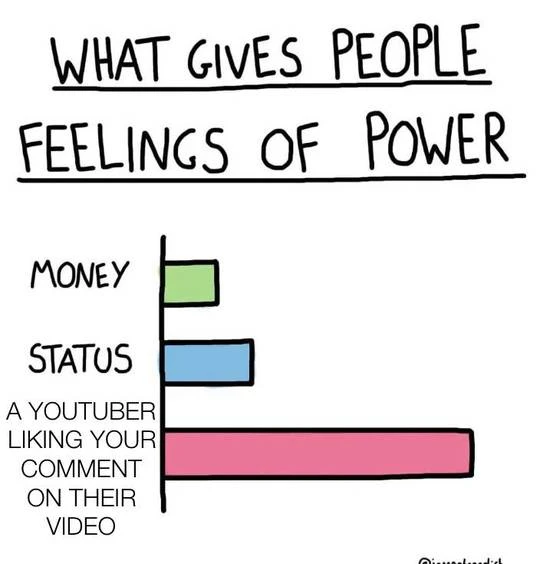 WHAT GIVES PEOPLE
FEELINGS OF POWER
MONEY
STATUS
A YOUTUBER
LIKING YOUR
COMMENT
ON THEIR
VIDEO